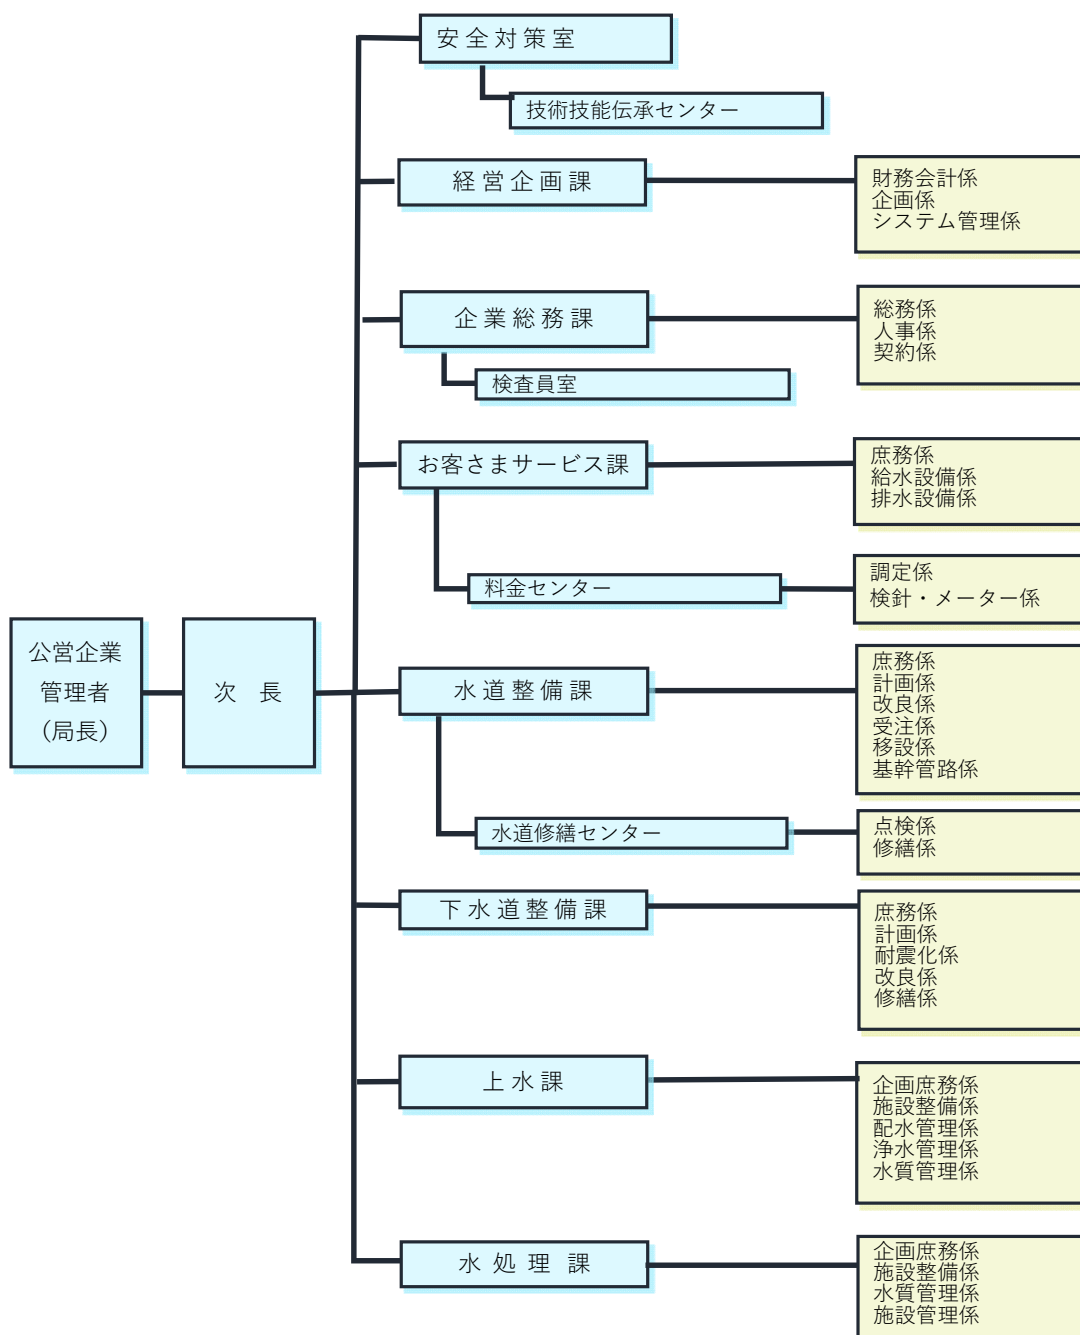 安全対策室
技術技能伝承センター
経営企画課
財務会計係
企画係
システム管理係
企業総務課
総務係
人事係
契約係
検査員室
お客さまサービス課
庶務係
給水設備係
排水設備係
料金センター
調定係
検針・メーター係
公営企業
管理者
（局長）
次 長
水道整備課
庶務係
計画係
改良係
受注係
移設係
基幹管路係
水道修繕センター
点検係
修繕係
下水道整備課
庶務係
計画係
耐震化係
改良係
修繕係
上水課
企画庶務係
施設整備係
配水管理係
浄水管理係
水質管理係
水処理課
企画庶務係
施設整備係
水質管理係
施設管理係